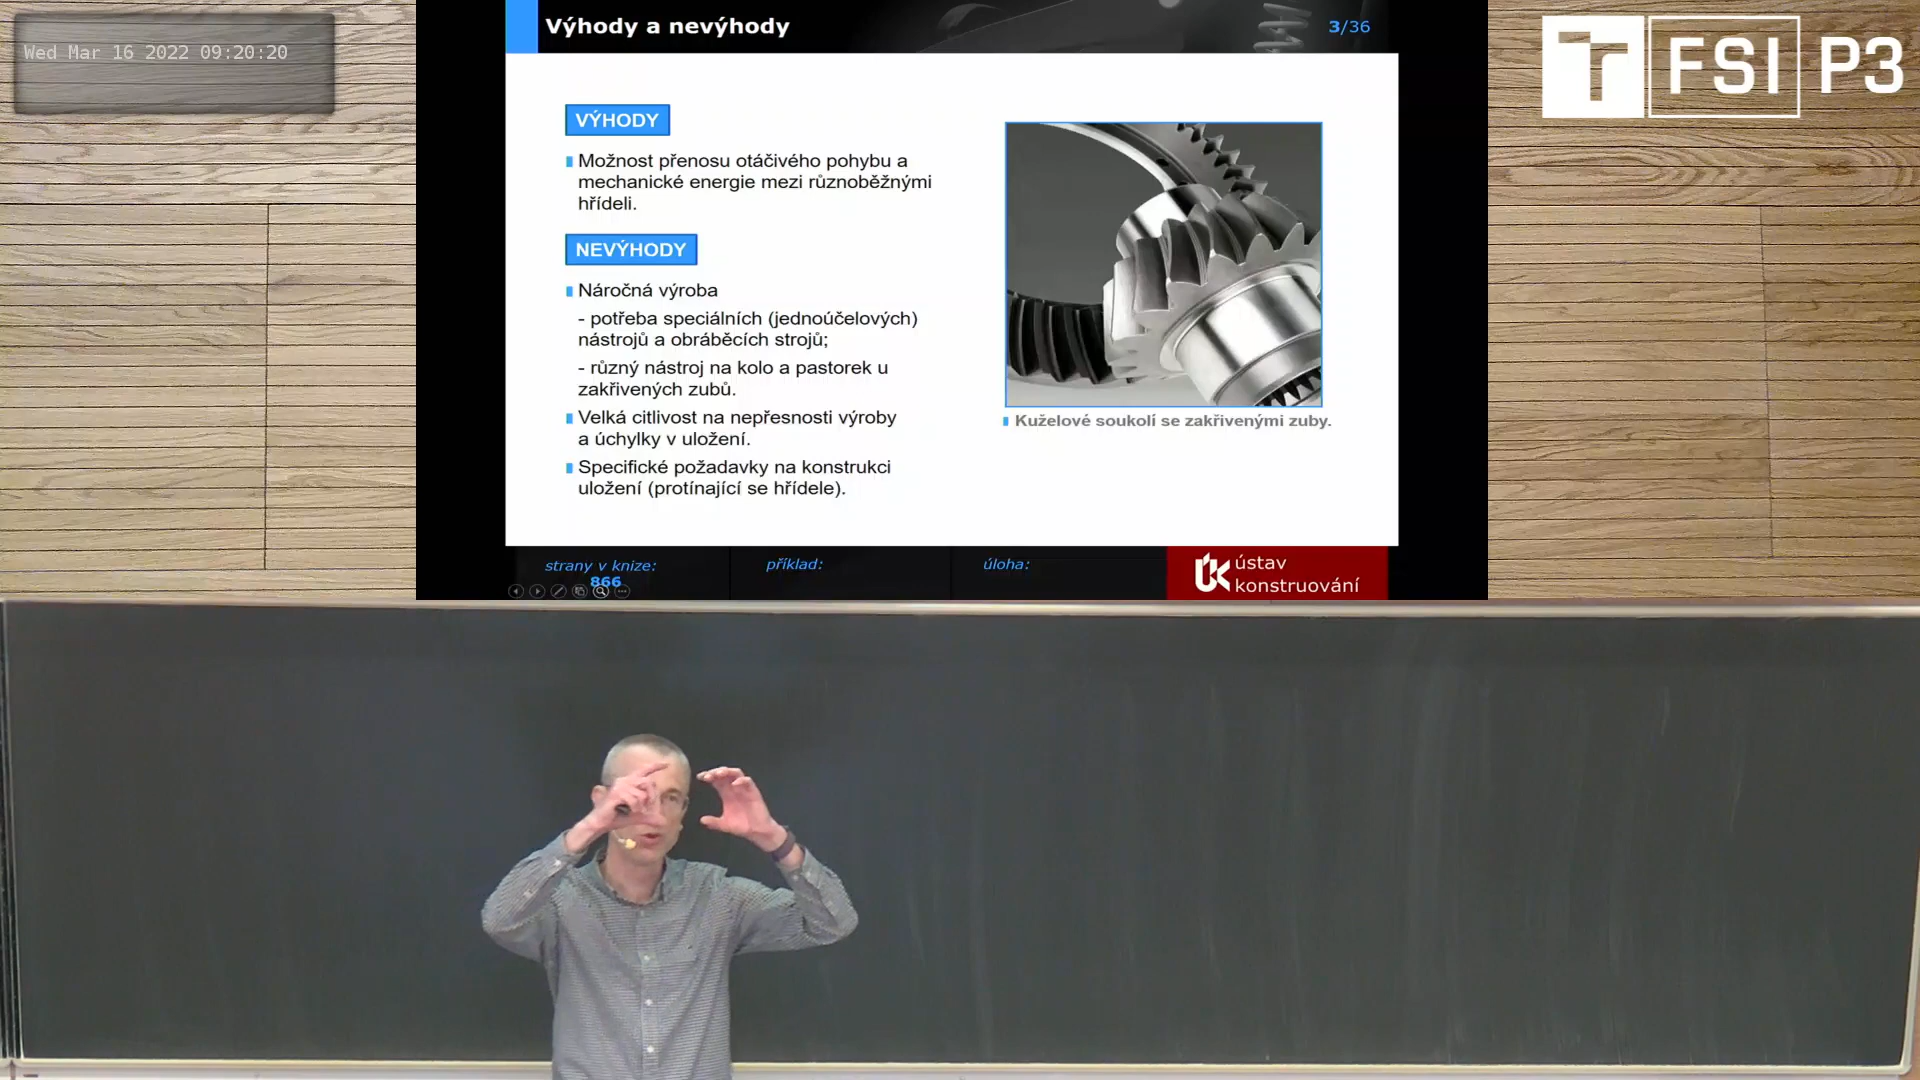 Wed Mar 16 2022 09:20:20
Výhody a nevýhody
3/36
FSI P3
VÝHODY
Možnost přenosu otáčivého pohybu a
mechanické energie mezi různoběžnými
hřídeli.
NEVÝHODY
Náročná výroba
- potřeba speciálních (jednoúčelových)
nástrojů a obráběcích strojů;
- různý nástroj na kolo a pastorek u
zakřivených zubů.
Velká citlivost na nepřesnosti výroby
a úchylky v uložení.
Specifické požadavky na konstrukci
uložení (protínající se hřídele).
Kuželové soukolí se zakřivenými zuby.
strany v knize:
866
příklad:
úloha:
ústav
konstruování